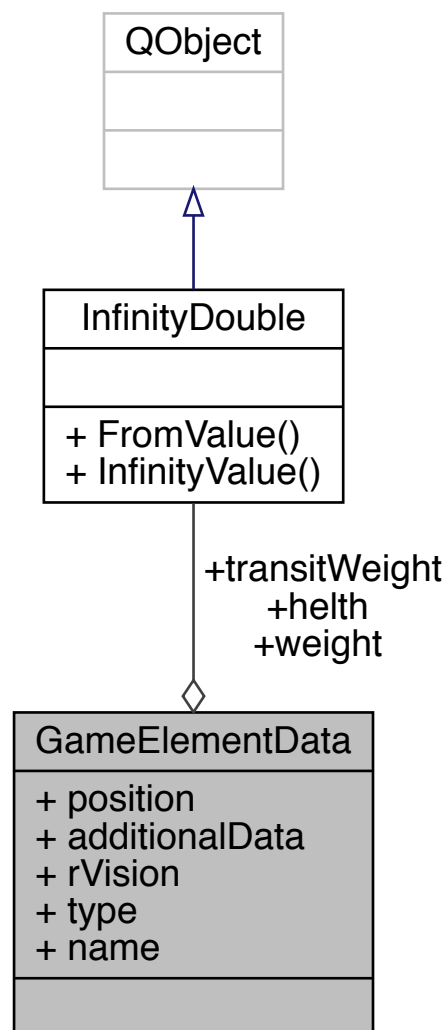 QObject
InfinityDouble
+ FromValue()
+ InfinityValue()
+transitWeight
+helth
+weight
GameElementData
+ position
+ additionalData
+ rVision
+ type
+ name